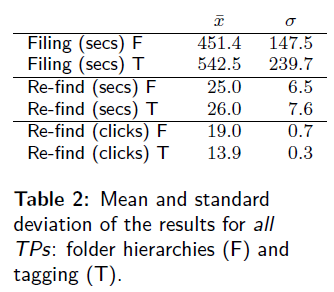 x̄ σ
Filing (secs) F 451.4 147.5
Filing (secs) T 542.5 239.7
Re-find (secs) F 25.0 6.5
Re-find (secs) T 26.0 7.6
Re-find (clicks) F 19.0 0.7
Re-find (clicks) T 13.9 0.3
Table 2: Mean and standard
deviation of the results for all
TPs: folder hierarchies (F) and
tagging (T).